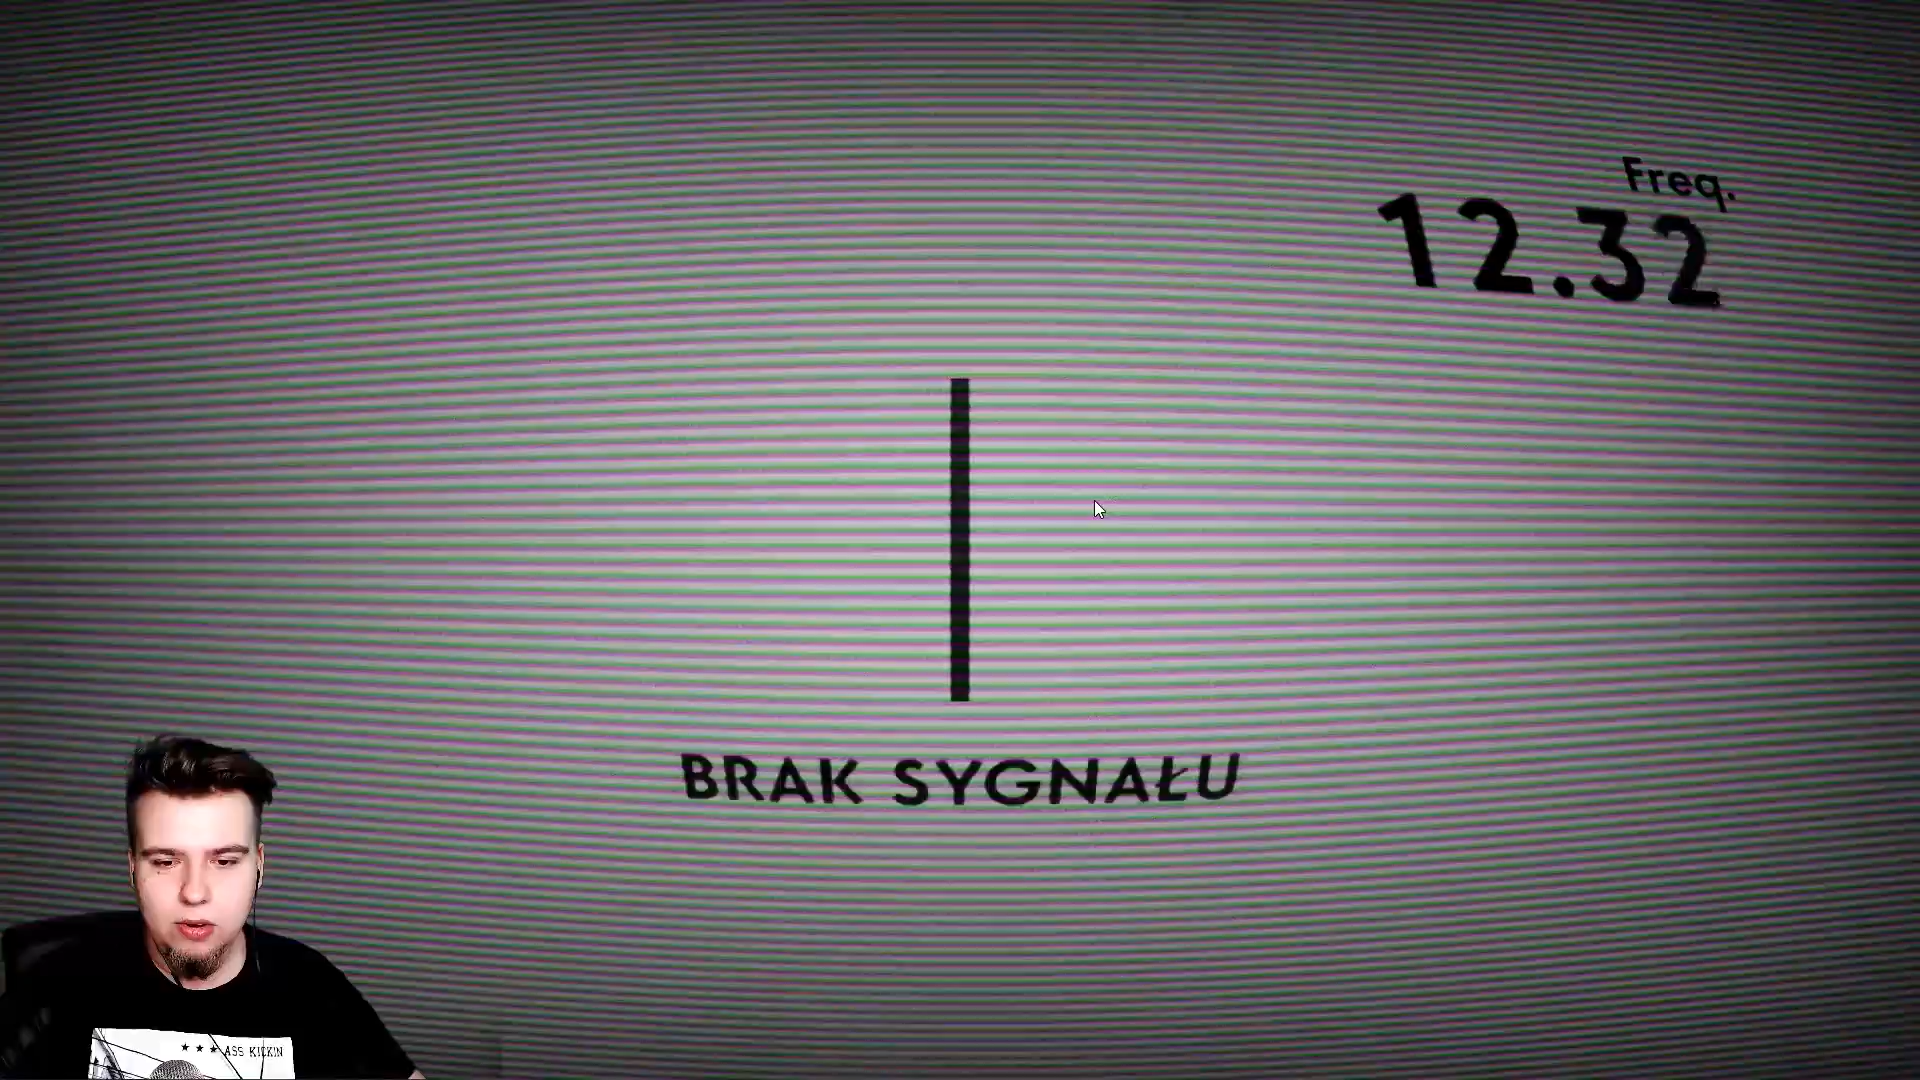 Freq.
12.32
BRAK SYGNAŁU
★ ★ ★ ASS KICKIN